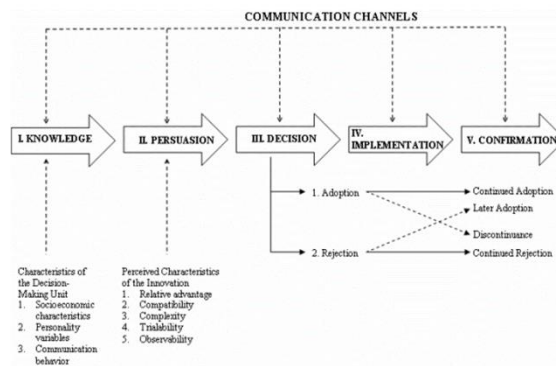 COMMUNICATION CHANNELS
I. KNOWLEDGE
II. PERSUASION
III. DECISION
IV.
IMPLEMENTATION
V. CONFIRMATION
1. Adoption
Continued Adoption
Later Adoption
Discontinuance
2. Rejection
Continued Rejection
Characteristics of
the Decision-
Making Unit
1. Socioeconomic
characteristics
2. Personality
variables
3. Communication
behavior
Perceived Characteristics
of the Innovation
1. Relative advantage
2. Compatibility
3. Complexity
4. Trialability
5. Observability